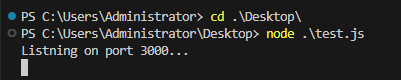 PS C:\Users\Administrator> cd .\Desktop\
PS C:\Users\Administrator\Desktop> node .\test.js
Listning on port 3000...